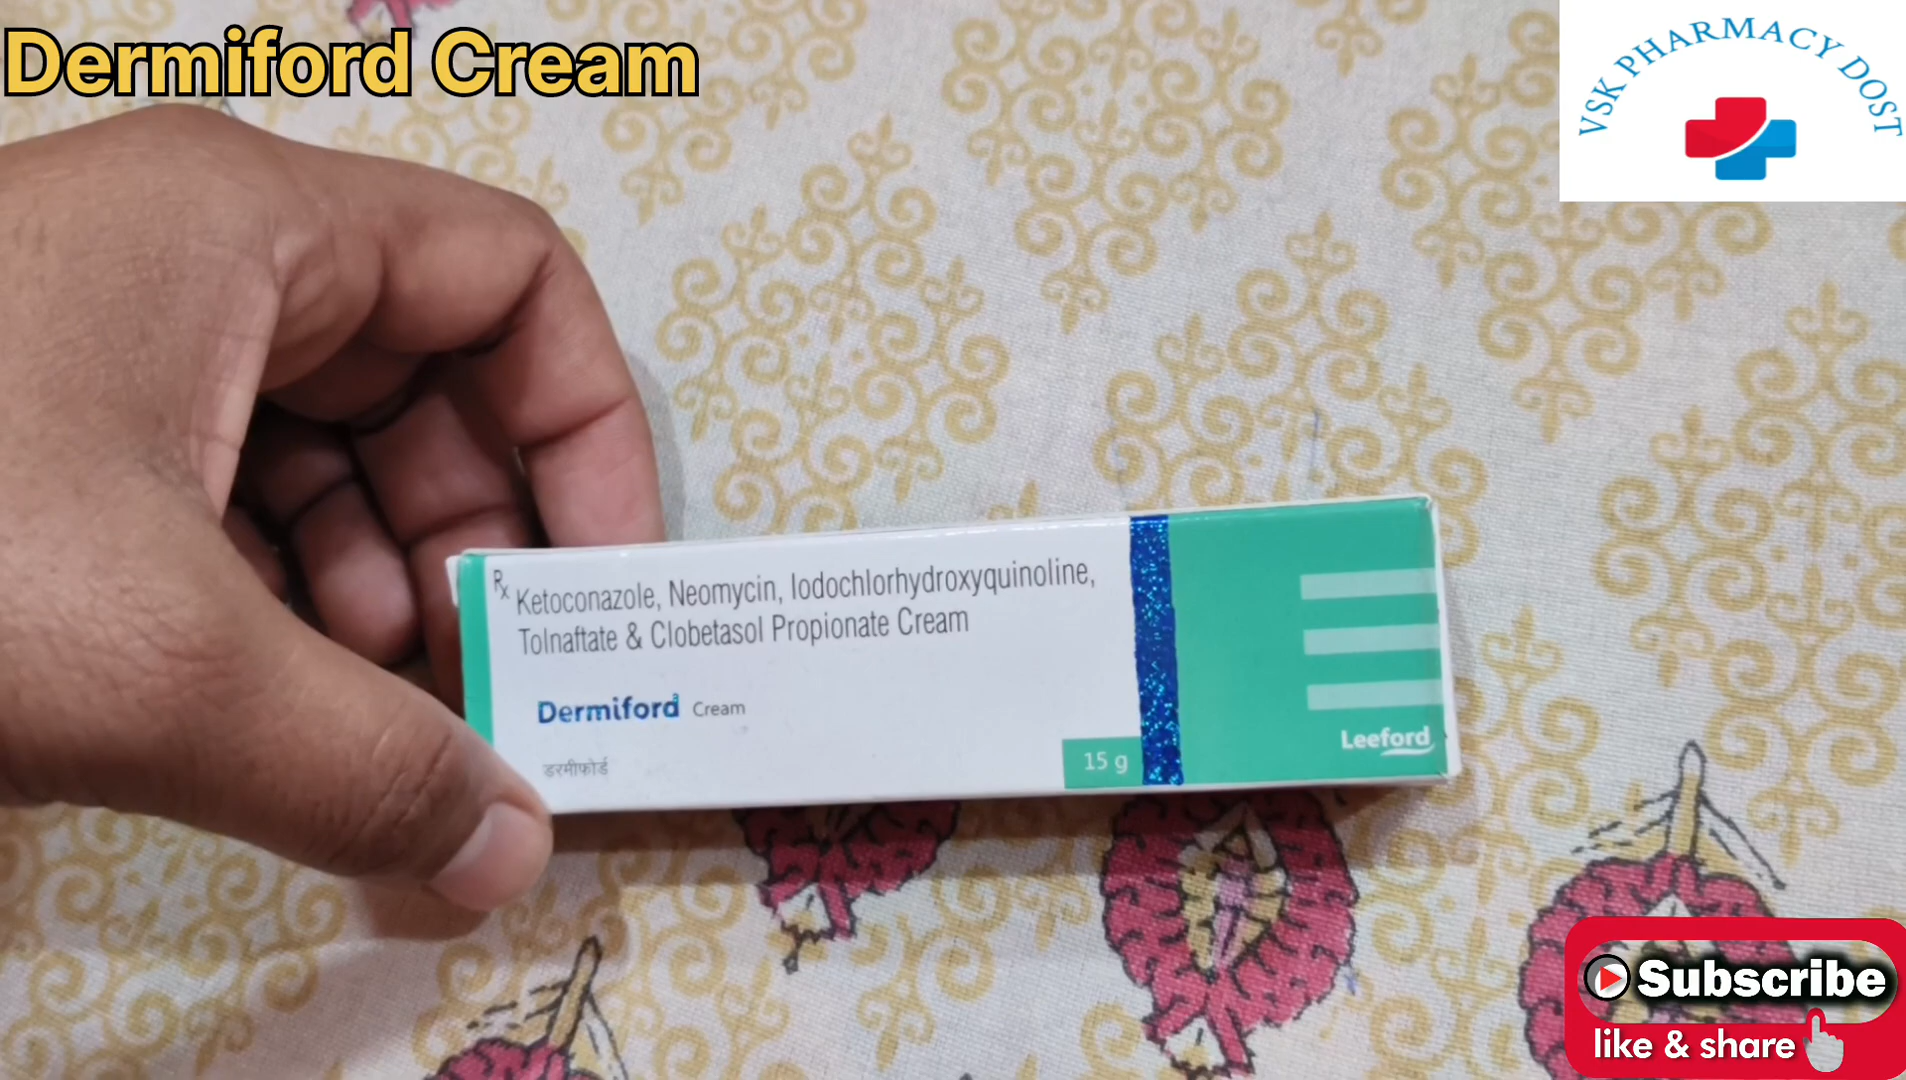 Dermiford Cream
VSK PHARMACY DOST
Rx Ketoconazole, Neomycin, Iodochlorhydroxyquinoline,
Tolnaftate & Clobetasol Propionate Cream
Dermiford Cream
डरमीफोर्ड
15 g
Leeford
Subscribe
like & share